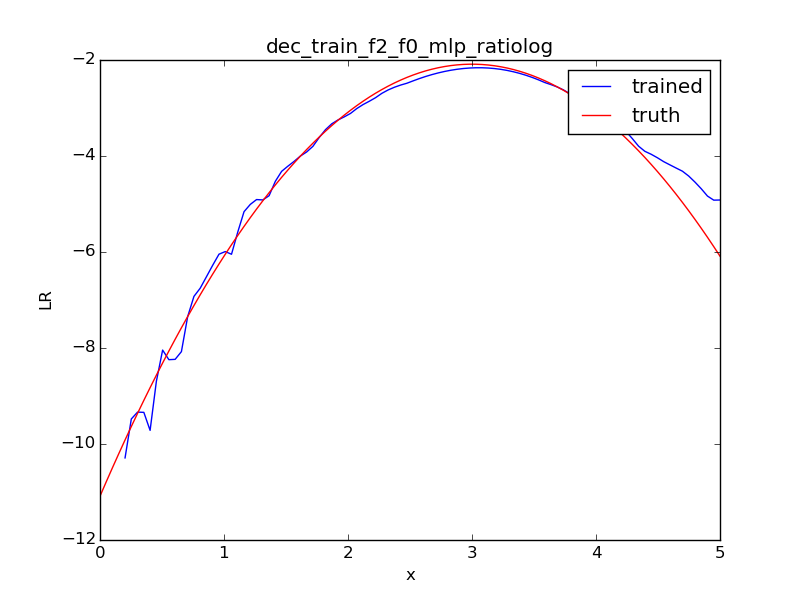 dec_train_f2_f0_mlp_ratiolog
trained
truth
LR
−2
−4
−6
−8
−10
−12
0 1 2 3 4 5
x